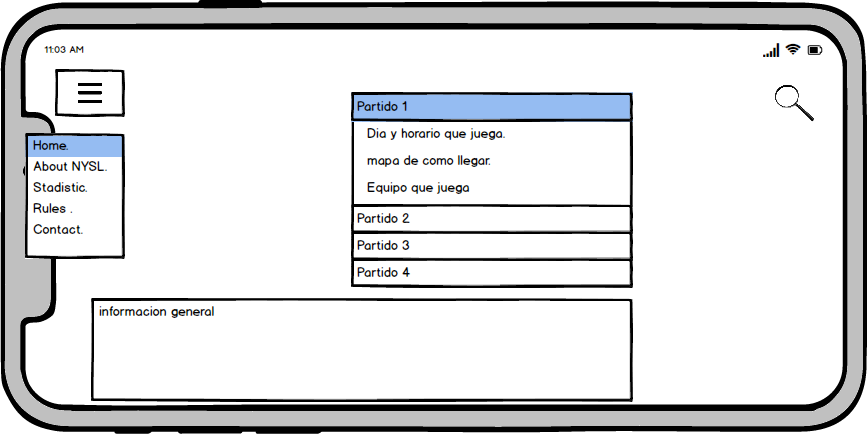 11:03 AM
Home.
About NYSL.
Stadistic.
Rules .
Contact.
Partido 1
Dia y horario que juega.
mapa de como llegar.
Equipo que juega
Partido 2
Partido 3
Partido 4
informacion general